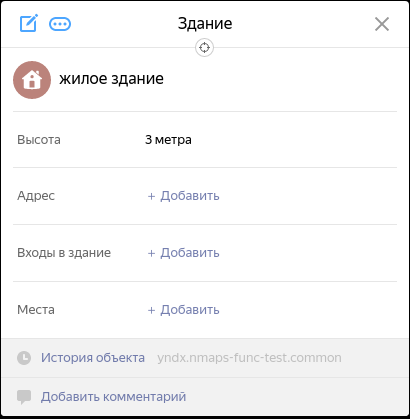 Здание
жилое здание
Высота 3 метра
Адрес + Добавить
Входы в здание + Добавить
Места + Добавить
История объекта yndx.nmaps-func-test.common
Добавить комментарий